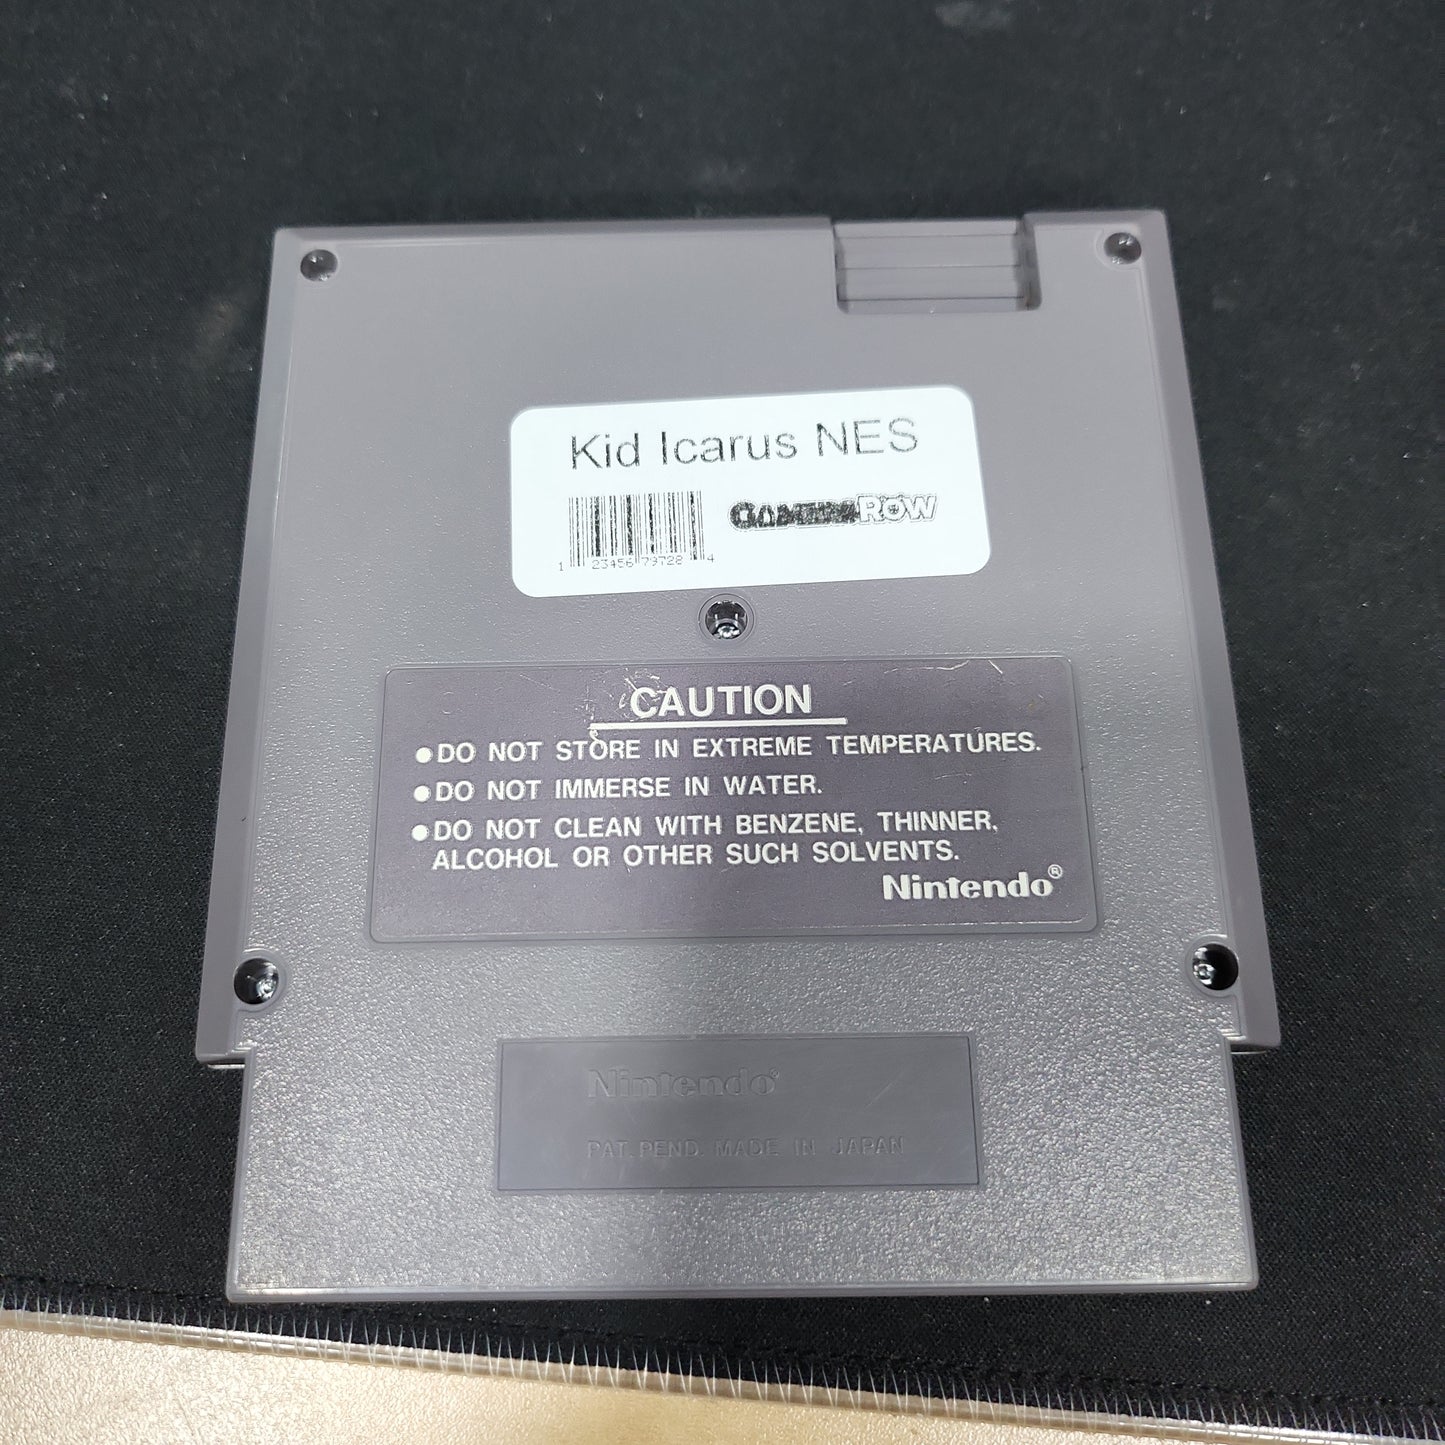 Kid Icarus NES
GAMERSROW
1 23456 79728 4
CAUTION
●DO NOT STORE IN EXTREME TEMPERATURES.
●DO NOT IMMERSE IN WATER.
●DO NOT CLEAN WITH BENZENE, THINNER,
ALCOHOL OR OTHER SUCH SOLVENTS.
Nintendo®
Nintendo®
PAT. PEND. MADE IN JAPAN